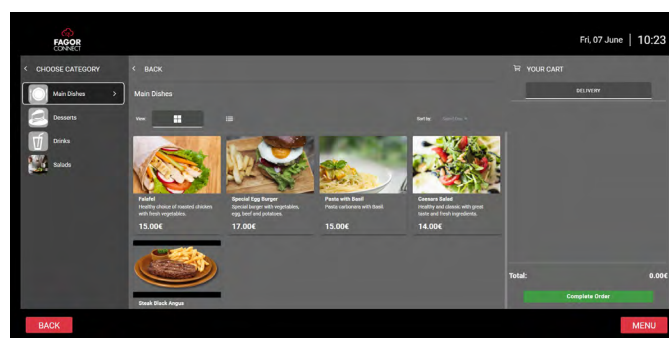 FAGOR
CONNECT
Fri, 07 June | 10:23
< CHOOSE CATEGORY
Main Dishes >
Desserts
Drinks
Salads
< BACK
Main Dishes
View
Sort by:
Falafel
Healthy choice of roasted chicken
with fresh vegetables.
15.00€
Special Egg Burger
Special burger with vegetables,
egg, beef and potatoes.
17.00€
Pasta with Basil
Pasta carbonara with Basil.
15.00€
Caesars Salad
Healthy and classic with great
taste and fresh ingredients.
14.00€
Steak Black Angus
YOUR CART
DELIVERY
Total: 0.00€
Complete Order
BACK
MENU